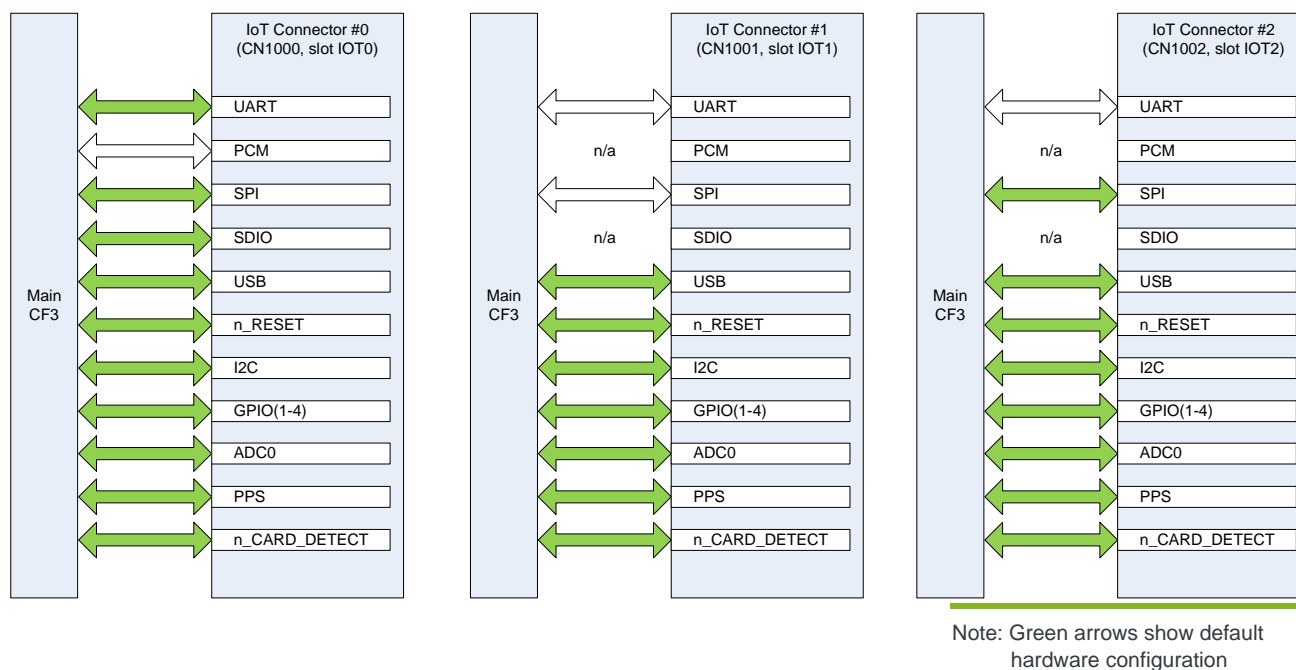 IoT Connector #0
(CN1000, slot IOT0)
UART
PCM
SPI
SDIO
USB
n_RESET
I2C
GPIO(1-4)
ADC0
PPS
n_CARD_DETECT
Main
CF3
IoT Connector #1
(CN1001, slot IOT1)
UART
n/a
PCM
SPI
n/a
SDIO
USB
n_RESET
I2C
GPIO(1-4)
ADC0
PPS
n_CARD_DETECT
Main
CF3
IoT Connector #2
(CN1002, slot IOT2)
UART
n/a
PCM
SPI
n/a
SDIO
USB
n_RESET
I2C
GPIO(1-4)
ADC0
PPS
n_CARD_DETECT
Main
CF3
Note: Green arrows show default
hardware configuration